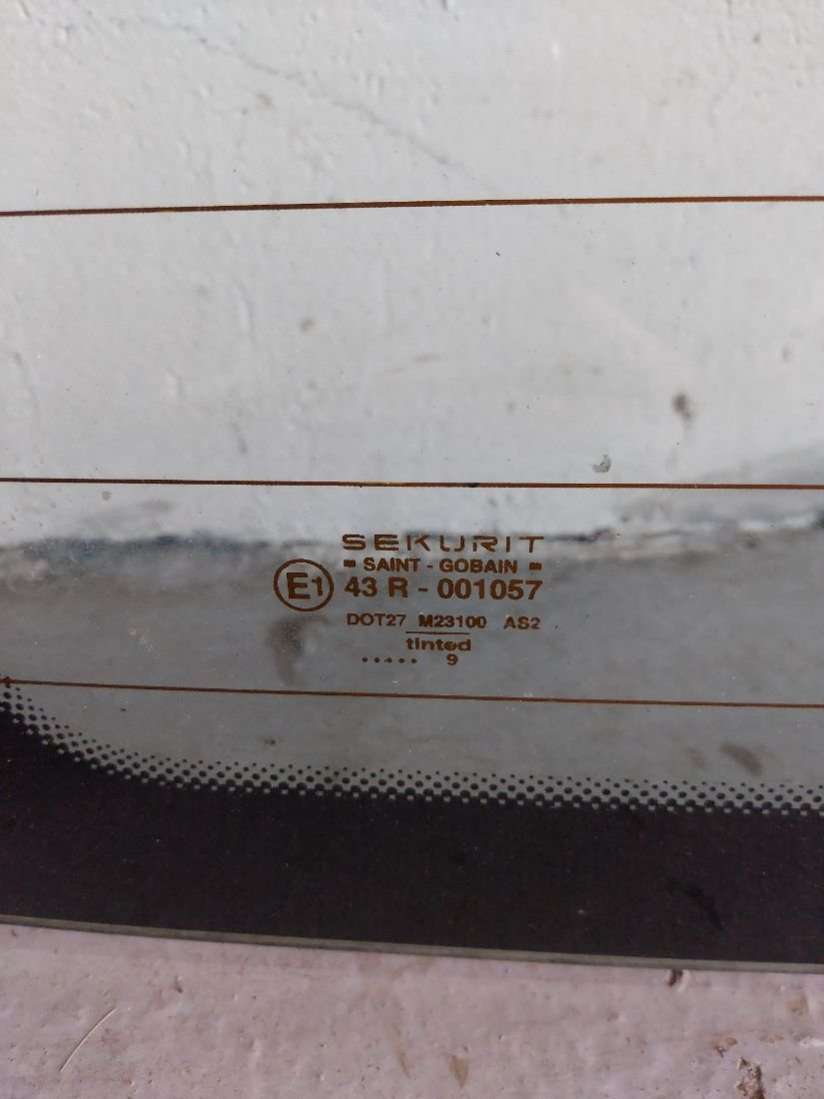 SEKURIT
SAINT - GOBAIN
E1 43 R - 001057
DOT27 M23100 AS2
tinted
..... 9